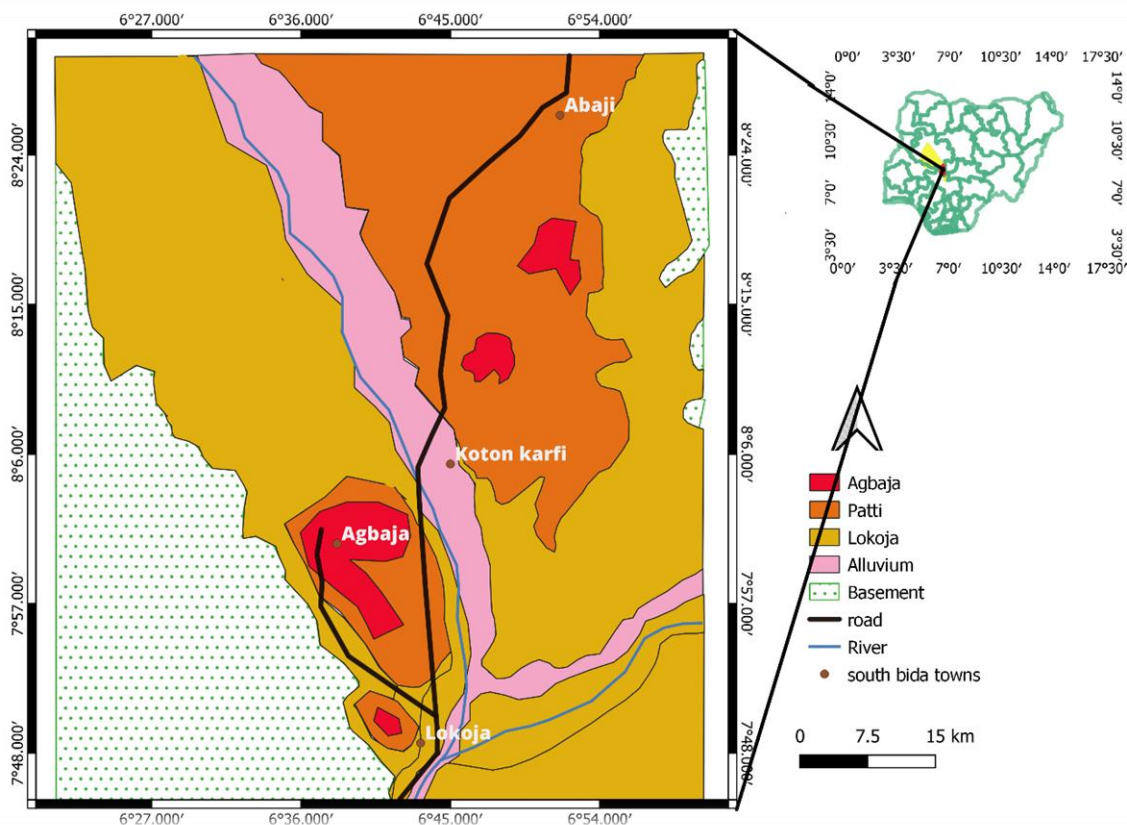 6°27.000′ 6°36.000′ 6°45.000′ 6°54.000′
0°0′ 3°30′ 7°0′ 10°30′ 14°0′ 17°30′
14°0′
10°30′
7°0′
3°30′
14°0′
10°30′
7°0′
-3°30′
0°0′ 3°30′ 7°0′ 10°30′ 14°0′ 17°30′
8°24.000′
8°15.000′
8°6.000′
7°57.000′
7°48.000′
8°24.000′
8°15.000′
8°6.000′
7°57.000′
7°48.000′
Abaji
Koton karfi
Agbaja
Lokoja
Agbaja
Patti
Lokoja
Alluvium
Basement
road
River
south bida towns
0 7.5 15 km
6°27.000′ 6°36.000′ 6°45.000′ 6°54.000′